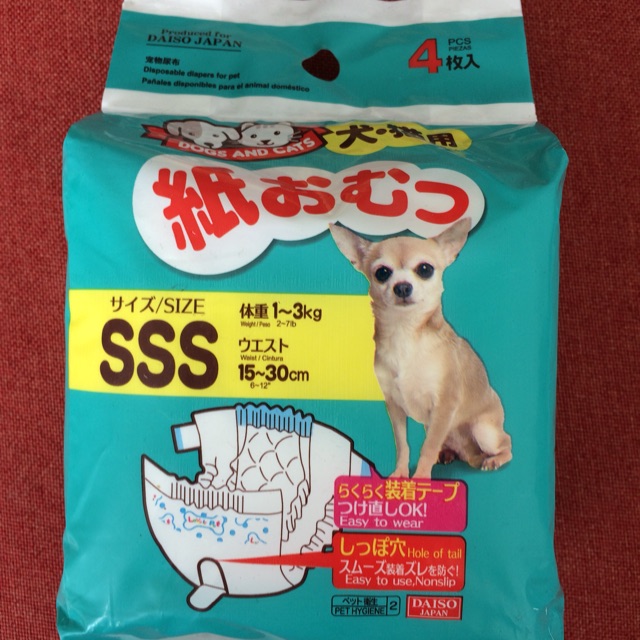 Produced for
DAISO JAPAN
宠物尿布
Disposable diapers for pet
Pañales disponibles para el animal doméstica
4 PCS
PIEZAS
枚入
DOGS AND CATS
犬・猫用
紙おむつ
サイズ/SIZE
SSS
体重 1~3kg
Weight / Peso 2~7lb
ウエスト
Waist / Cintura
15~30cm
6~12"
らくらく装着テープ
つけ直しOK!
Easy to wear
しっぽ穴 Hole of tail
スムーズ装着ズレを防ぐ!
Easy to use,Nonslip
ペット衛生
PET HYGIENE 2
DAISO
JAPAN